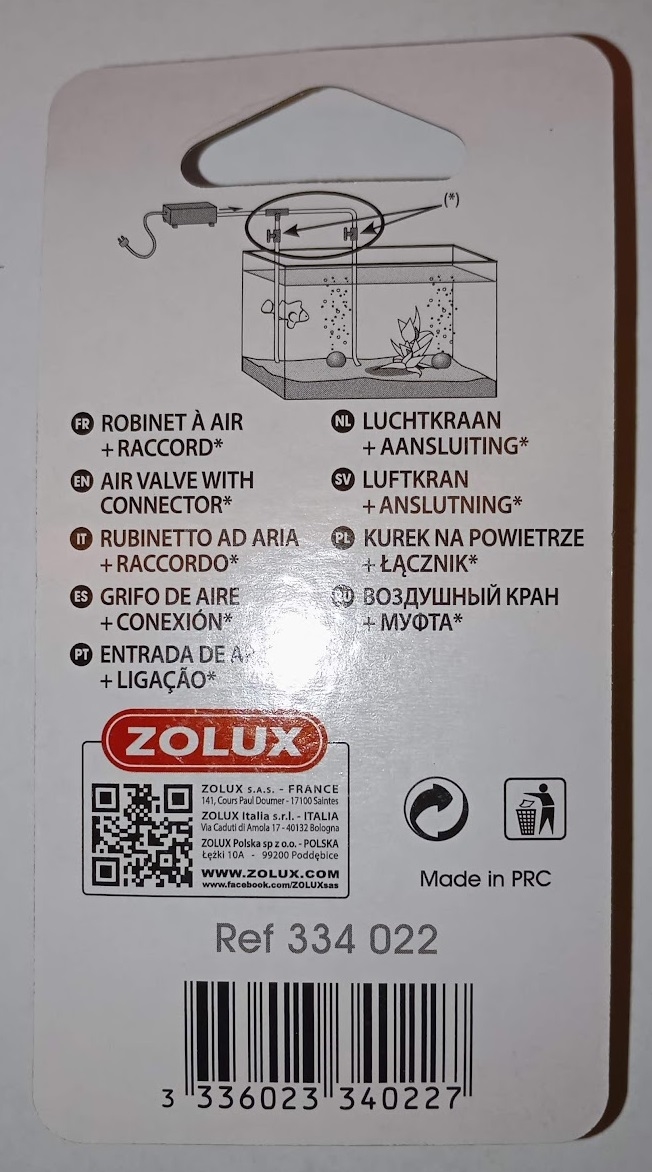 (*)
FR ROBINET À AIR
+ RACCORD*
EN AIR VALVE WITH
CONNECTOR*
IT RUBINETTO AD ARIA
+ RACCORDO*
ES GRIFO DE AIRE
+ CONEXIÓN*
PT ENTRADA DE
+ LIGAÇÃO*
NL LUCHTKRAAN
+ AANSLUITING*
SV LUFTKRAN
+ ANSLUTNING*
PL KUREK NA POWIETRZE
+ ŁĄCZNIK*
RU ВОЗДУШНЫЙ КРАН
+ МУФТА*
ZOLUX
ZOLUX S.A.S. - FRANCE
141, Cours Paul Doumer - 17100 Saintes
ZOLUX Italia s.r.l. - ITALIA
Via Caduti di Amola 17 - 40132 Bologna
ZOLUX Polska sp z o.o. - POLSKA
Łężki 10A - 99200 Poddębice
WWW.ZOLUX.COM
www.facebook.com/ZOLUXsas
Made in PRC
Ref 334 022
3 336023 340227